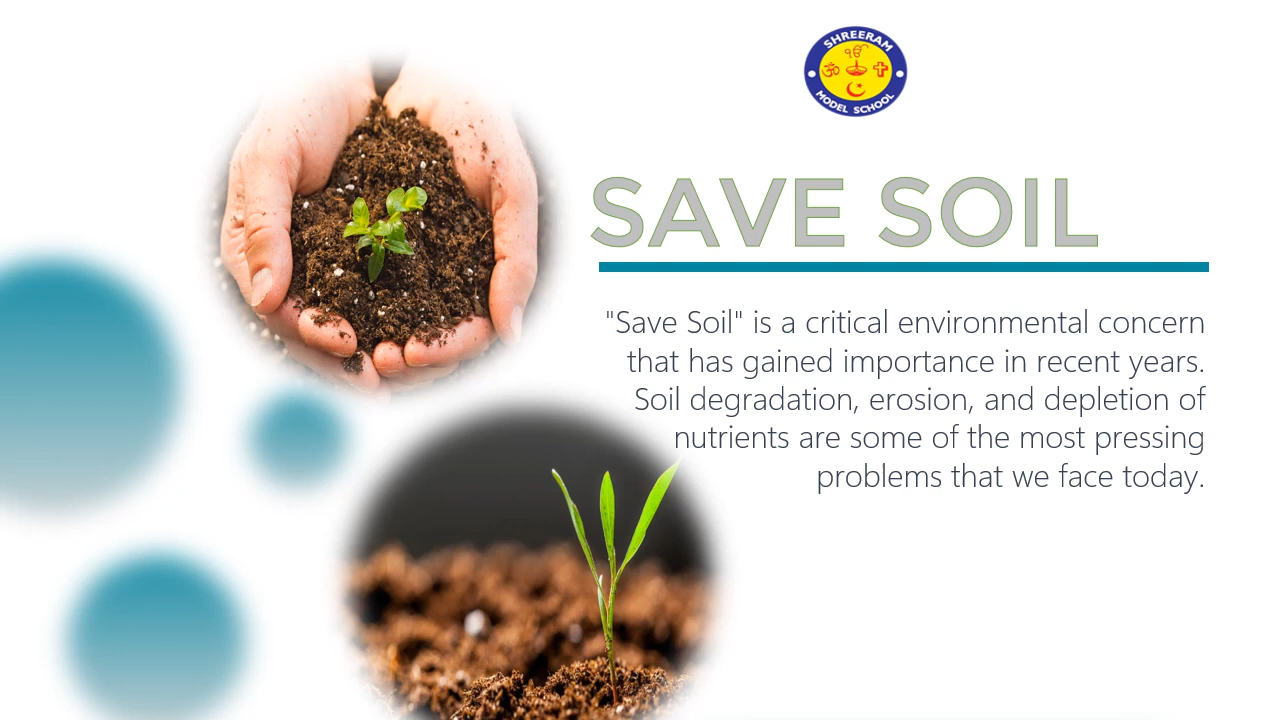 SHREERAM
MODEL SCHOOL
SAVE SOIL
"Save Soil" is a critical environmental concern
that has gained importance in recent years.
Soil degradation, erosion, and depletion of
nutrients are some of the most pressing
problems that we face today.